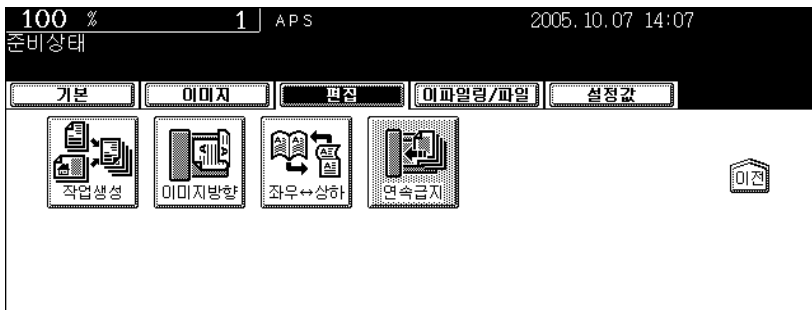 100 % 1 APS 2005.10.07 14:07
준비상태
기본 이미지 편집 이파일링/파일 설정값
작업생성 이미지방향 좌우↔상하 연속급지 이전